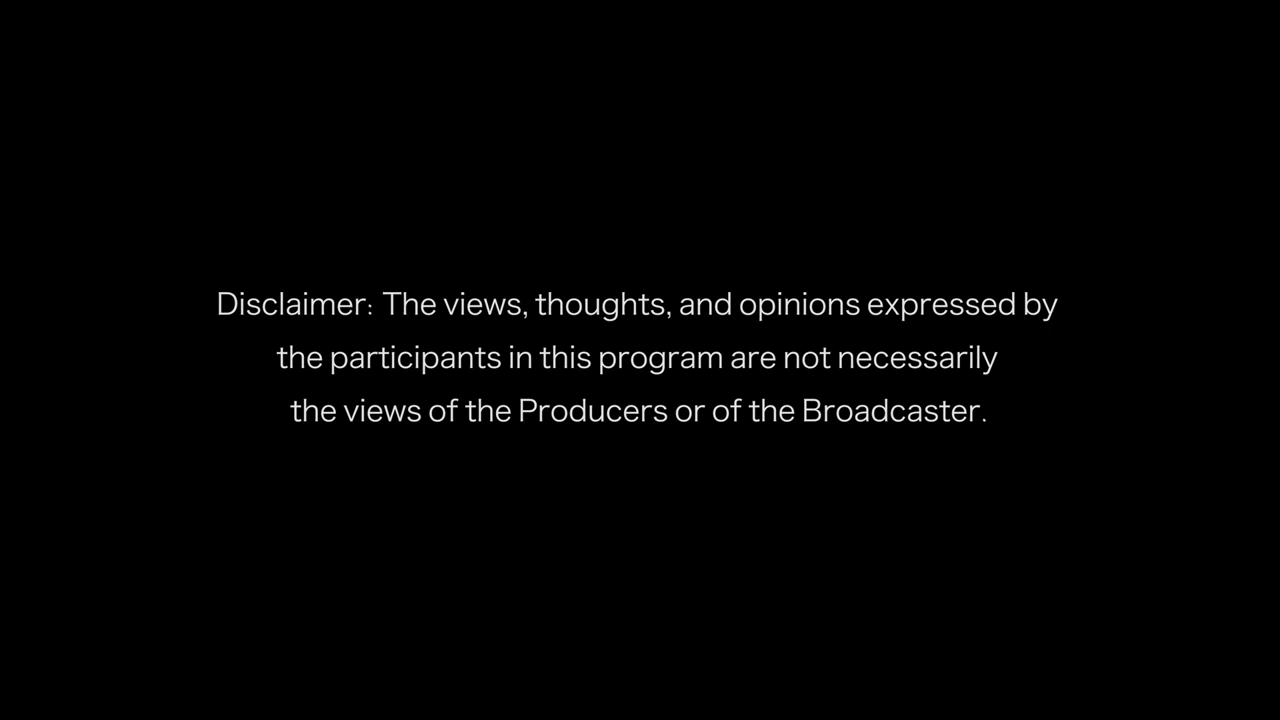 Disclaimer: The views, thoughts, and opinions expressed by
the participants in this program are not necessarily
the views of the Producers or of the Broadcaster.